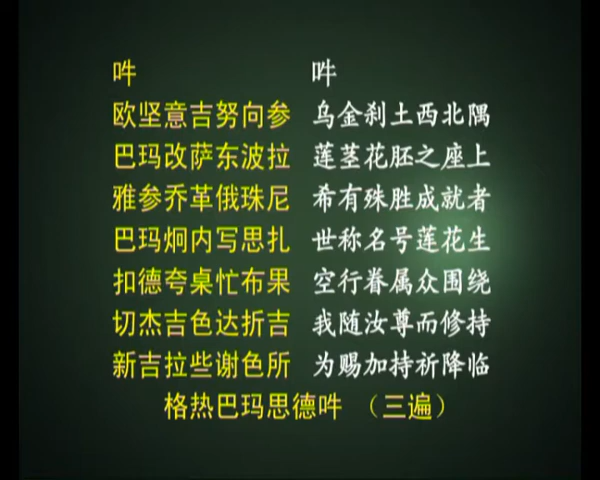 吽 吽
欧坚意吉努向参 乌金刹土西北隅
巴玛改萨东波拉 莲茎花胚之座上
雅参乔革俄珠尼 希有殊胜成就者
巴玛炯内写思扎 世称名号莲花生
扣德夸桌忙布果 空行眷属众围绕
切杰吉色达折吉 我随汝尊而修持
新吉拉些谢色所 为赐加持祈降临
格热巴玛思德吽 （三遍）